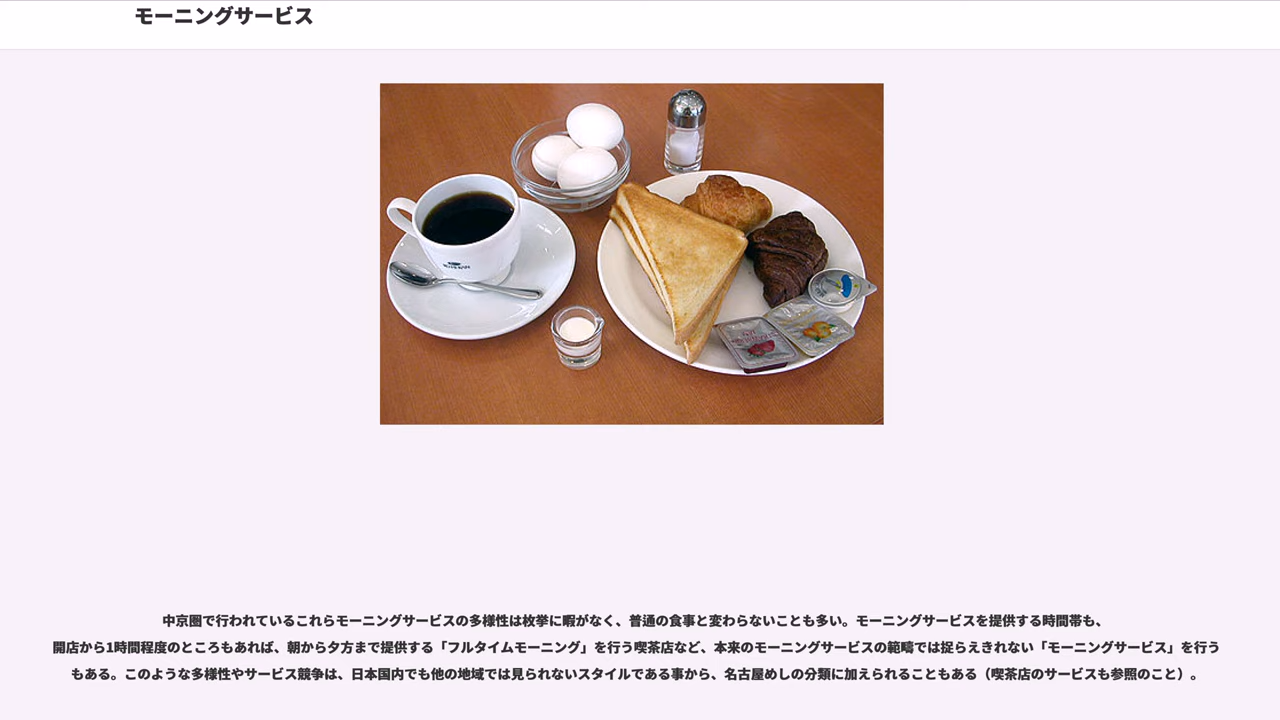 モーニングサービス
中京圏で行われているこれらモーニングサービスの多様性は枚挙に暇がなく、普通の食事と変わらないことも多い。モーニングサービスを提供する時間帯も、
開店から1時間程度のところもあれば、朝から夕方まで提供する「フルタイムモーニング」を行う喫茶店など、本来のモーニングサービスの範疇では捉らえきれない「モーニングサービス」を行う
もある。このような多様性やサービス競争は、日本国内でも他の地域では見られないスタイルである事から、名古屋めしの分類に加えられることもある（喫茶店のサービスも参照のこと）。